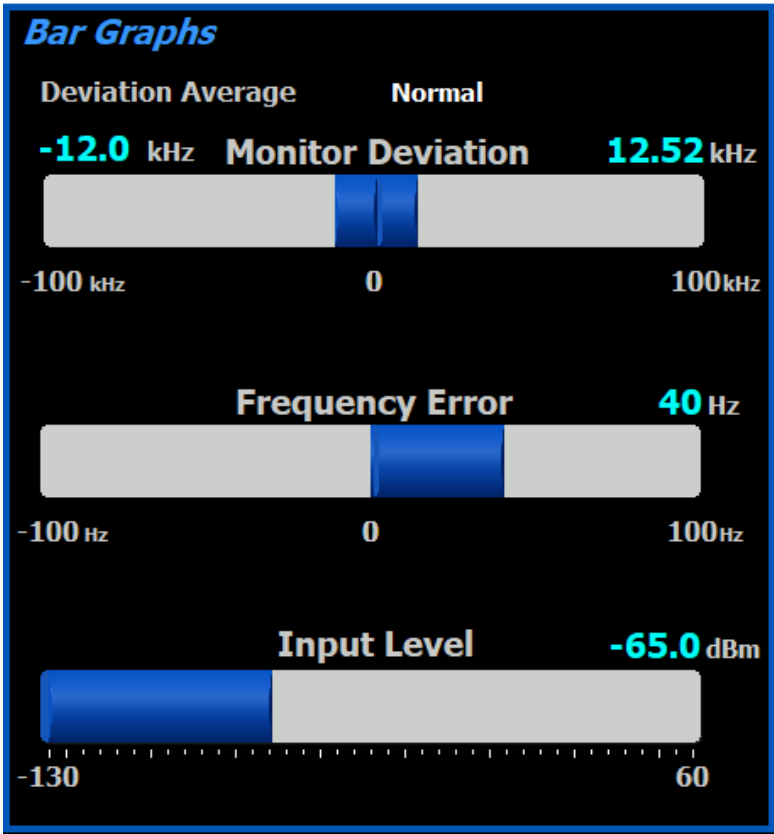 Bar Graphs
Deviation Average Normal
-12.0 kHz Monitor Deviation 12.52 kHz
-100 kHz 0 100kHz
Frequency Error 40 Hz
-100 Hz 0 100Hz
Input Level -65.0 dBm
-130 60